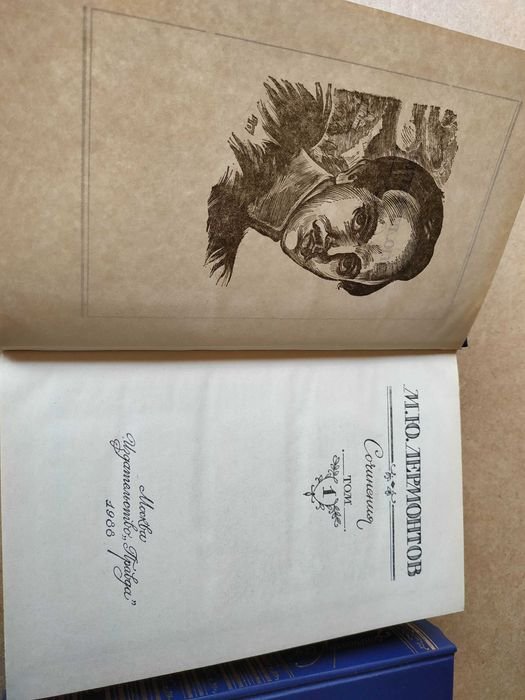 М.Ю. ЛЕРМОНТОВ
Сочинения
ТОМ
1
Москва
Издательство „Правда"
1988